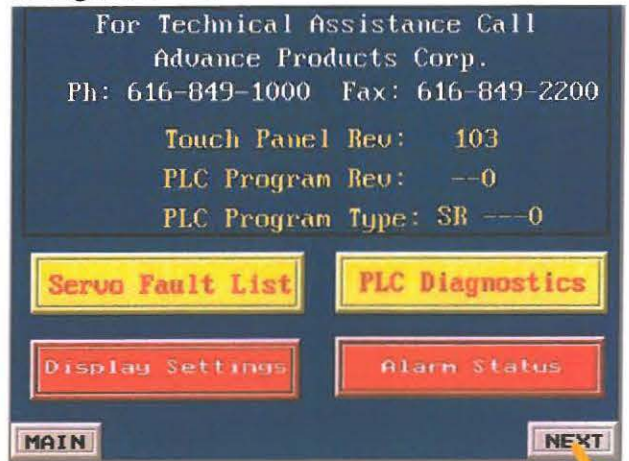 For Technical Assistance Call
Advance Products Corp.
Ph: 616-849-1000 Fax: 616-849-2200
Touch Panel Rev: 103
PLC Program Rev: --0
PLC Program Type: SR ---0
Servo Fault List PLC Diagnostics
Display Settings Alarm Status
MAIN NEXT